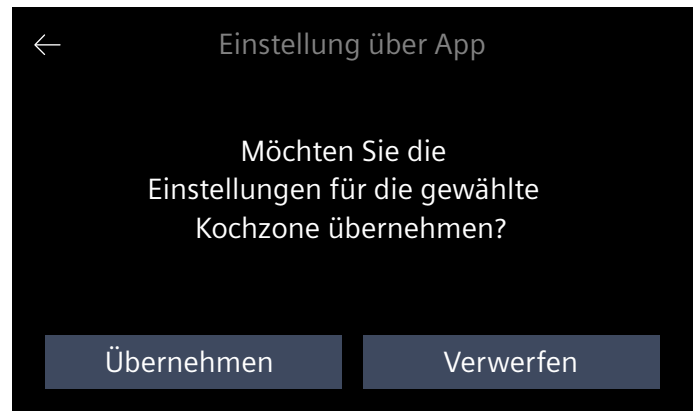 Einstellung über App
Möchten Sie die
Einstellungen für die gewählte
Kochzone übernehmen?
Übernehmen
Verwerfen